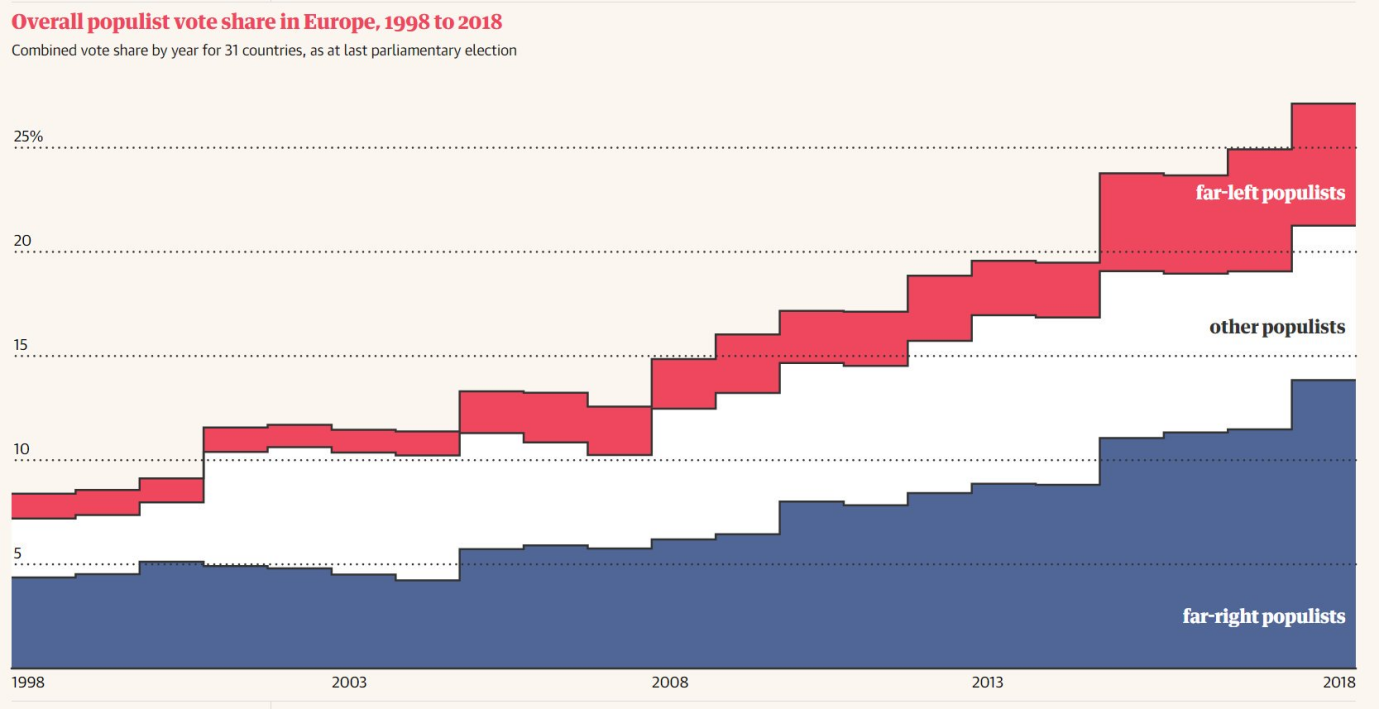 Overall populist vote share in Europe, 1998 to 2018
Combined vote share by year for 31 countries, as at last parliamentary election
25%
far-left populists
20
other populists
15
10
5
far-right populists
1998 2003 2008 2013 2018